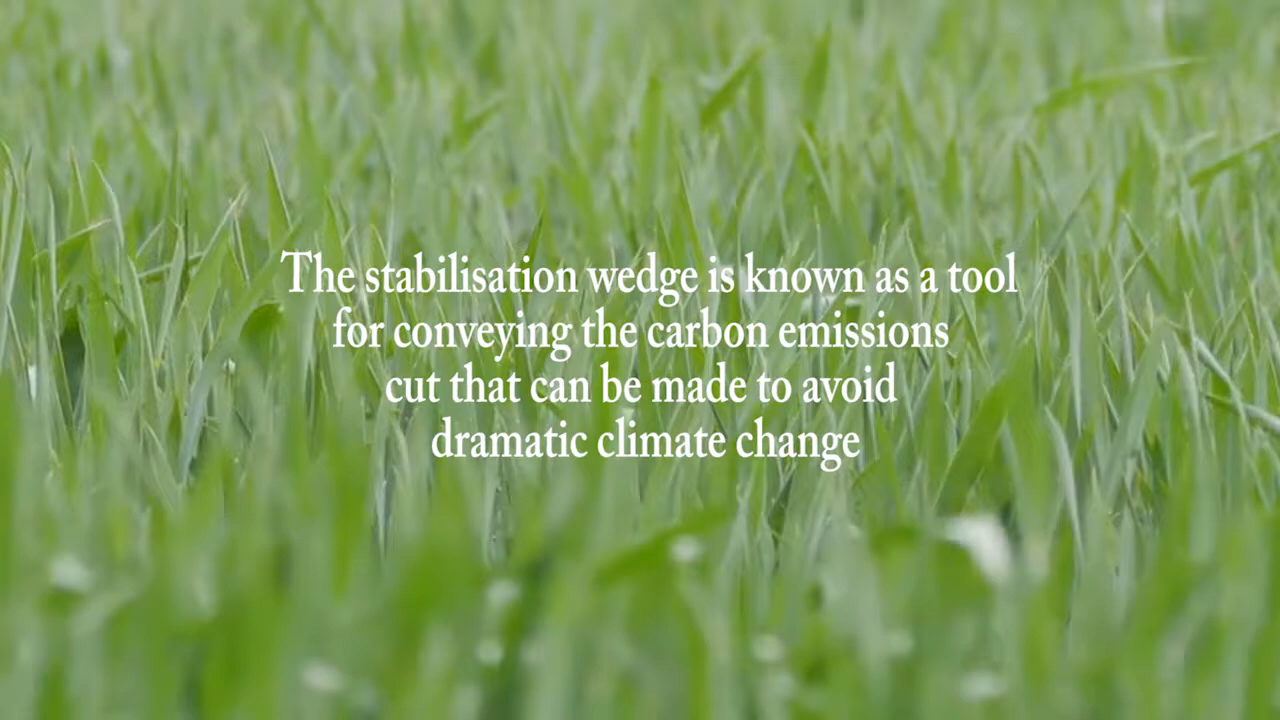 The stabilisation wedge is known as a tool
for conveying the carbon emissions
cut that can be made to avoid
dramatic climate change